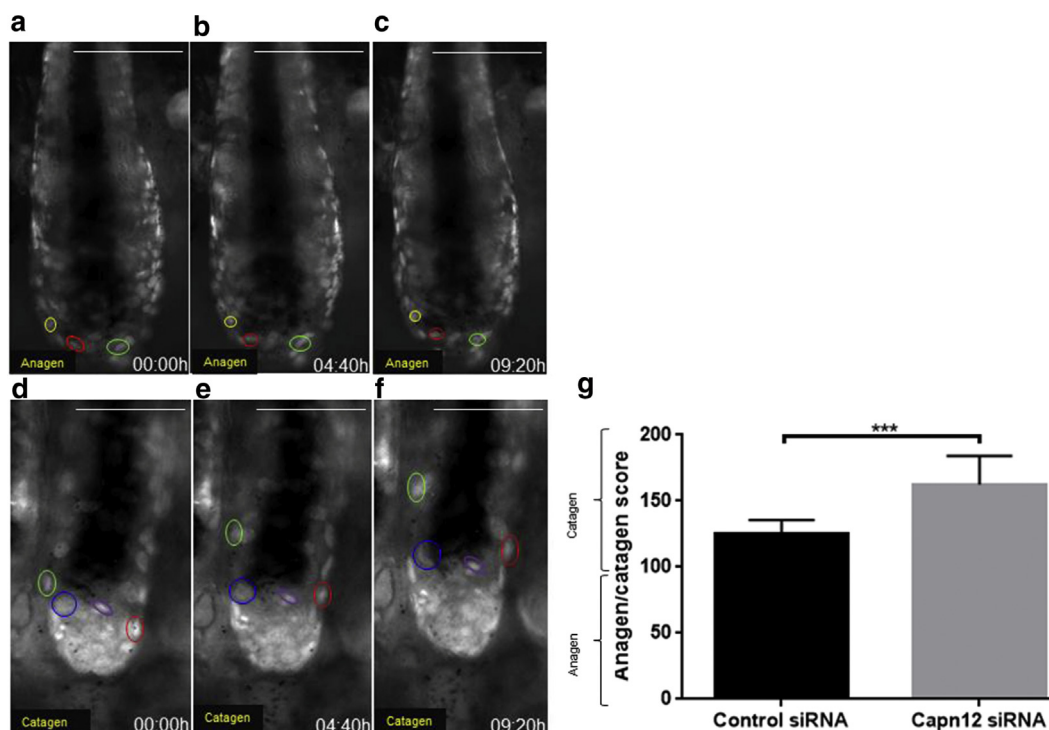 a
b
c
Anagen 00:00h
Anagen 04:40h
Anagen 09:20h
d
e
f
Catagen 00:00h
Catagen 04:40h
Catagen 09:20h
g
Catagen
Anagen
Anagen/catagen score
200
150
100
50
0
***
Control siRNA
Capn12 siRNA